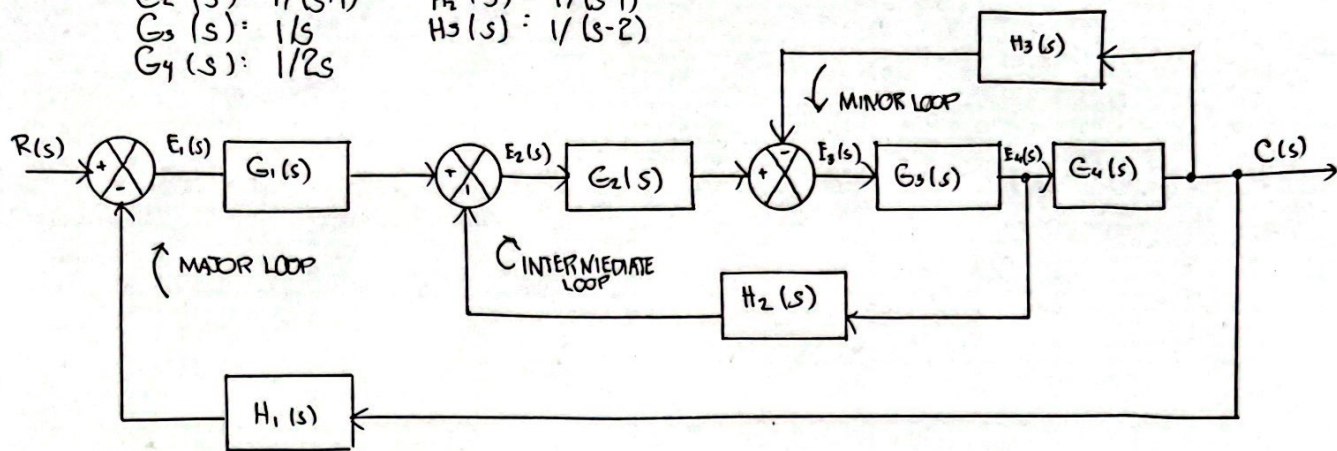 G₃(s): 1/s H₃(s): 1/(s-2)
G₄(s): 1/2s
H₃(s)
MINOR LOOP
R(s) + - E₁(s) G₁(s) + E₂(s) G₂(s) + - E₃(s) G₃(s) E₄(s) G₄(s) C(s)
MAJOR LOOP
INTERMEDIATE
LOOP
H₂(s)
H₁(s)